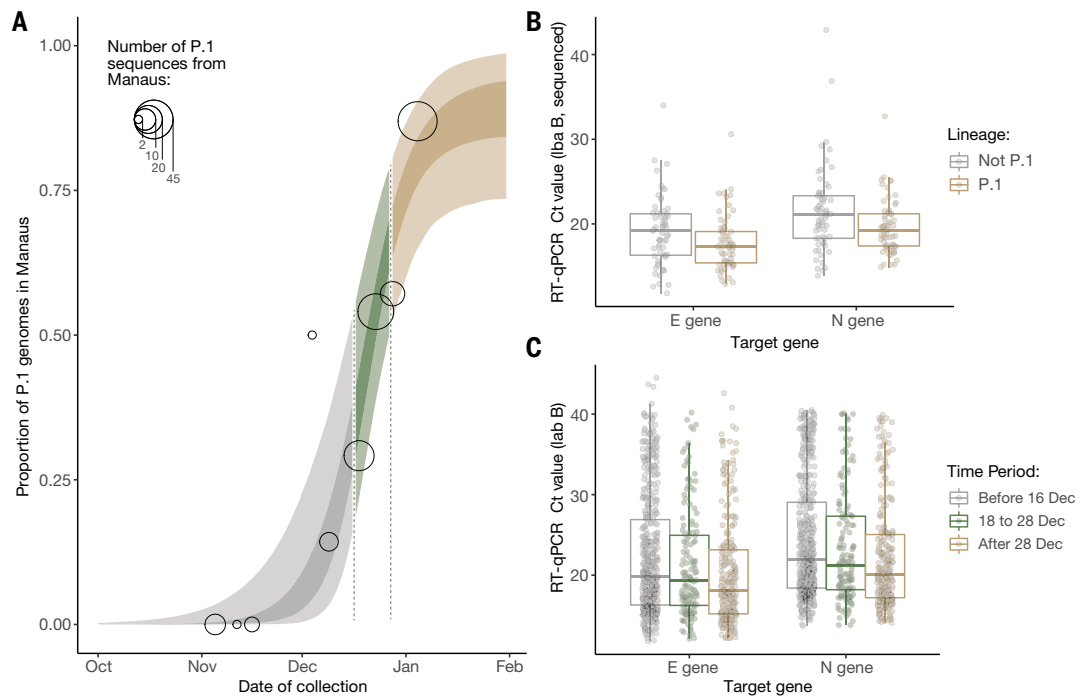 A
Number of P.1
sequences from
Manaus:
2
10
20
45
1.00
0.75
0.50
0.25
0.00
Proportion of P.1 genomes in Manaus
Oct
Nov
Dec
Jan
Feb
Date of collection
B
40
30
20
RT-qPCR Ct value (lba B, sequenced)
E gene
N gene
Target gene
Lineage:
Not P.1
P.1
C
40
30
20
RT-qPCR Ct value (lab B)
E gene
N gene
Target gene
Time Period:
Before 16 Dec
18 to 28 Dec
After 28 Dec